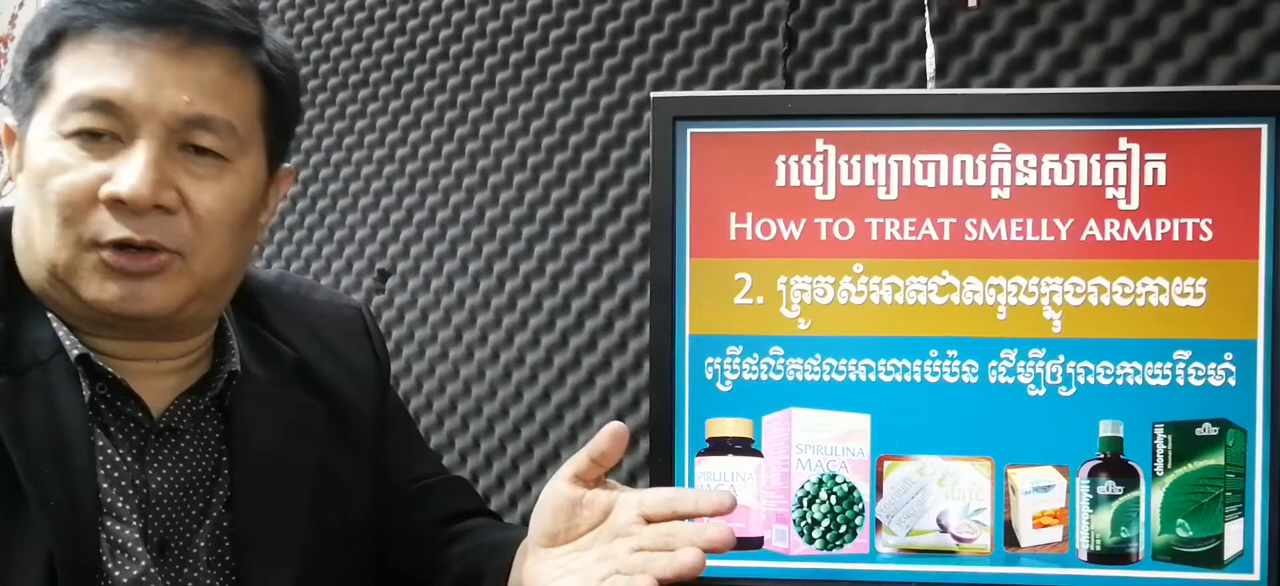 របៀបព្យាបាលក្លិនសាក្លៀក
HOW TO TREAT SMELLY ARMPITS
2. ត្រូវសំអាតជាតិពុលក្នុងរាងកាយ
ប្រើផលិតផលអាហារបំប៉ន ដើម្បីឲ្យរាងកាយរឹងមាំ
SPIRULINA
MACA
SPIRULINA
MACA
chlorophyll
chlorophyll